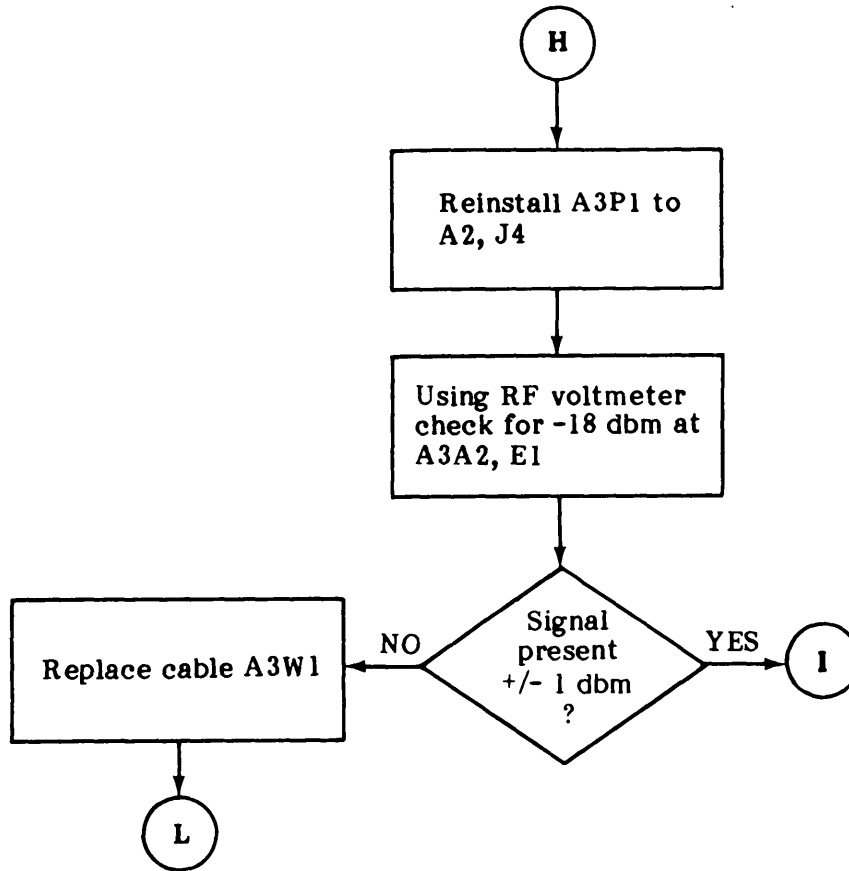 H
Reinstall A3P1 to
A2, J4
Using RF voltmeter
check for -18 dbm at
A3A2, E1
Signal
present
+/- 1 dbm
?
NO
YES
Replace cable A3W1
I
L